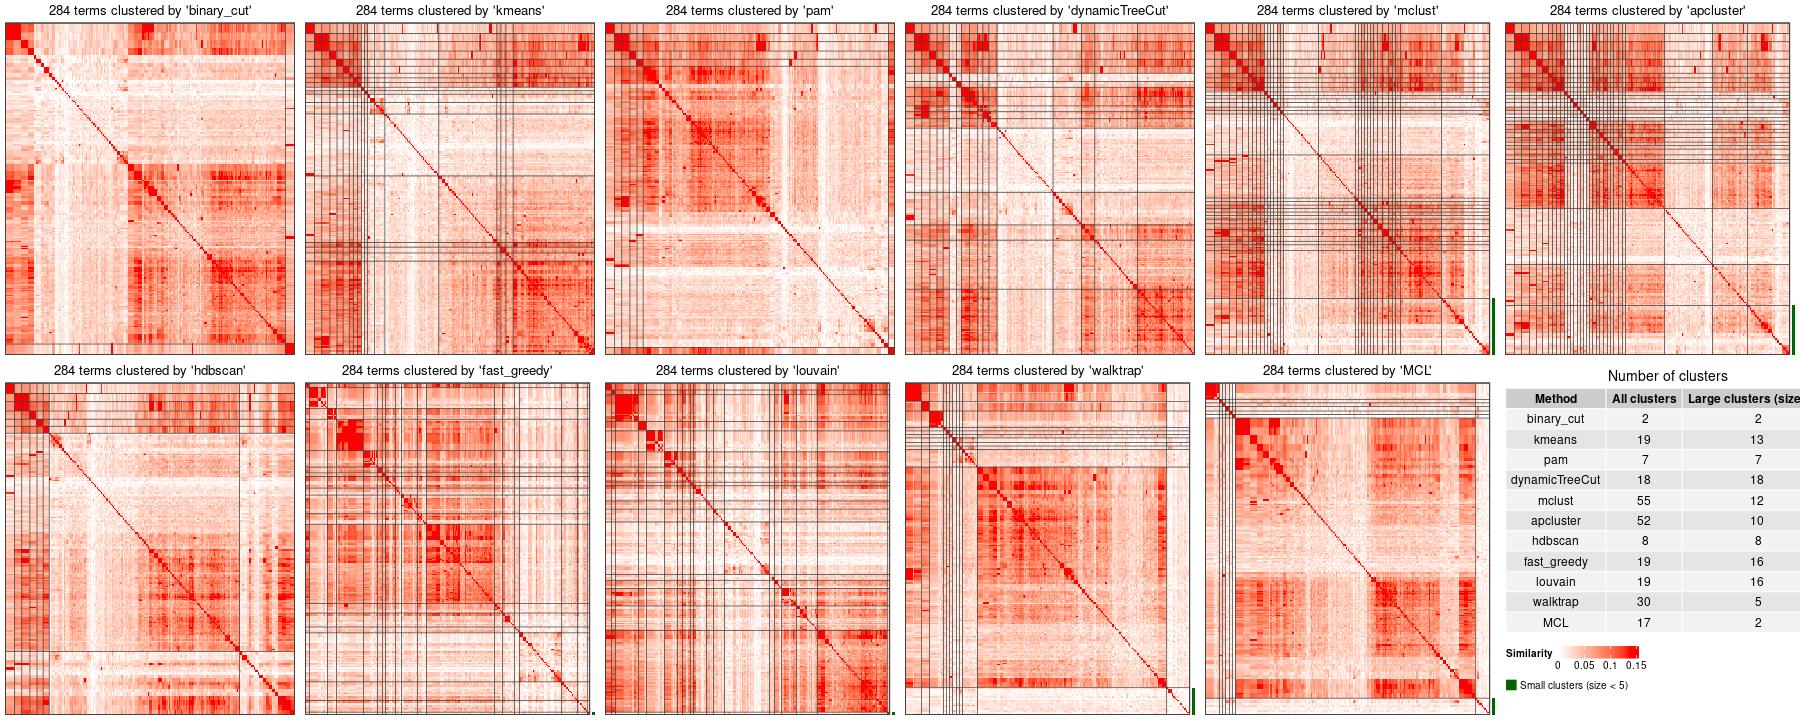 284 terms clustered by 'binary_cut'
284 terms clustered by 'kmeans'
284 terms clustered by 'pam'
284 terms clustered by 'dynamicTreeCut'
284 terms clustered by 'mclust'
284 terms clustered by 'apcluster'
284 terms clustered by 'hdbscan'
284 terms clustered by 'fast_greedy'
284 terms clustered by 'louvain'
284 terms clustered by 'walktrap'
284 terms clustered by 'MCL'
Number of clusters
Method All clusters Large clusters (size
binary_cut 2 2
kmeans 19 13
pam 7 7
dynamicTreeCut 18 18
mclust 55 12
apcluster 52 10
hdbscan 8 8
fast_greedy 19 16
louvain 19 16
walktrap 30 5
MCL 17 2
Similarity
0 0.05 0.1 0.15
Small clusters (size < 5)